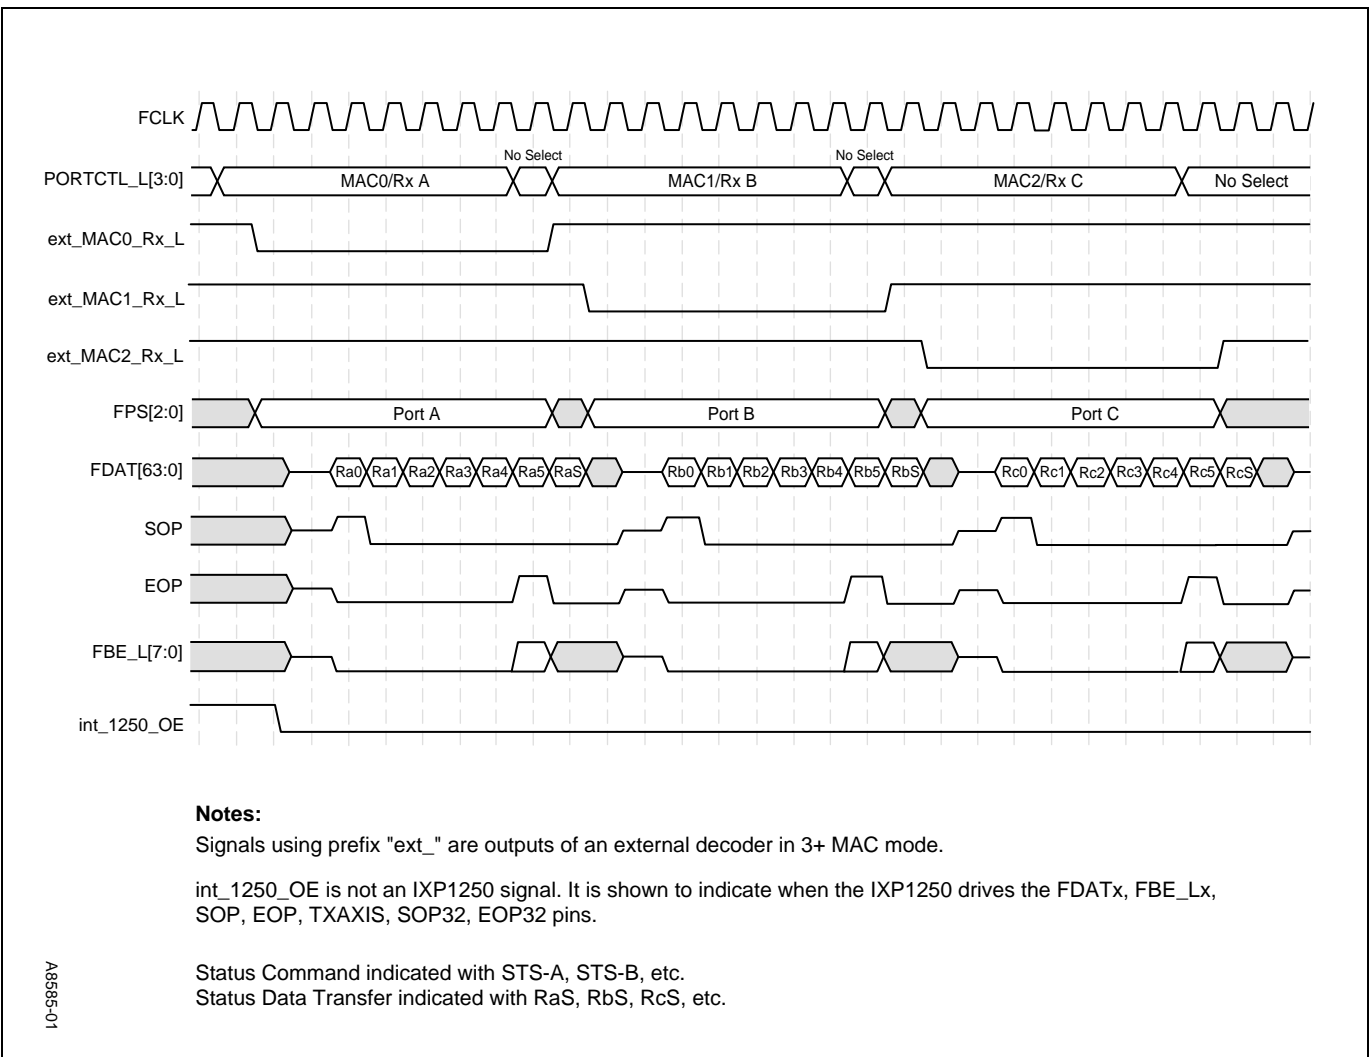 FCLK
No Select No Select
PORTCTL_L[3:0] MAC0/Rx A MAC1/Rx B MAC2/Rx C No Select
ext_MAC0_Rx_L
ext_MAC1_Rx_L
ext_MAC2_Rx_L
FPS[2:0] Port A Port B Port C
FDAT[63:0] Ra0 Ra1 Ra2 Ra3 Ra4 Ra5 RaS Rb0 Rb1 Rb2 Rb3 Rb4 Rb5 RbS Rc0 Rc1 Rc2 Rc3 Rc4 Rc5 RcS
SOP
EOP
FBE_L[7:0]
int_1250_OE
Notes:
Signals using prefix "ext_" are outputs of an external decoder in 3+ MAC mode.
int_1250_OE is not an IXP1250 signal. It is shown to indicate when the IXP1250 drives the FDATx, FBE_Lx,
SOP, EOP, TXAXIS, SOP32, EOP32 pins.
Status Command indicated with STS-A, STS-B, etc.
Status Data Transfer indicated with RaS, RbS, RcS, etc.
A8585-01